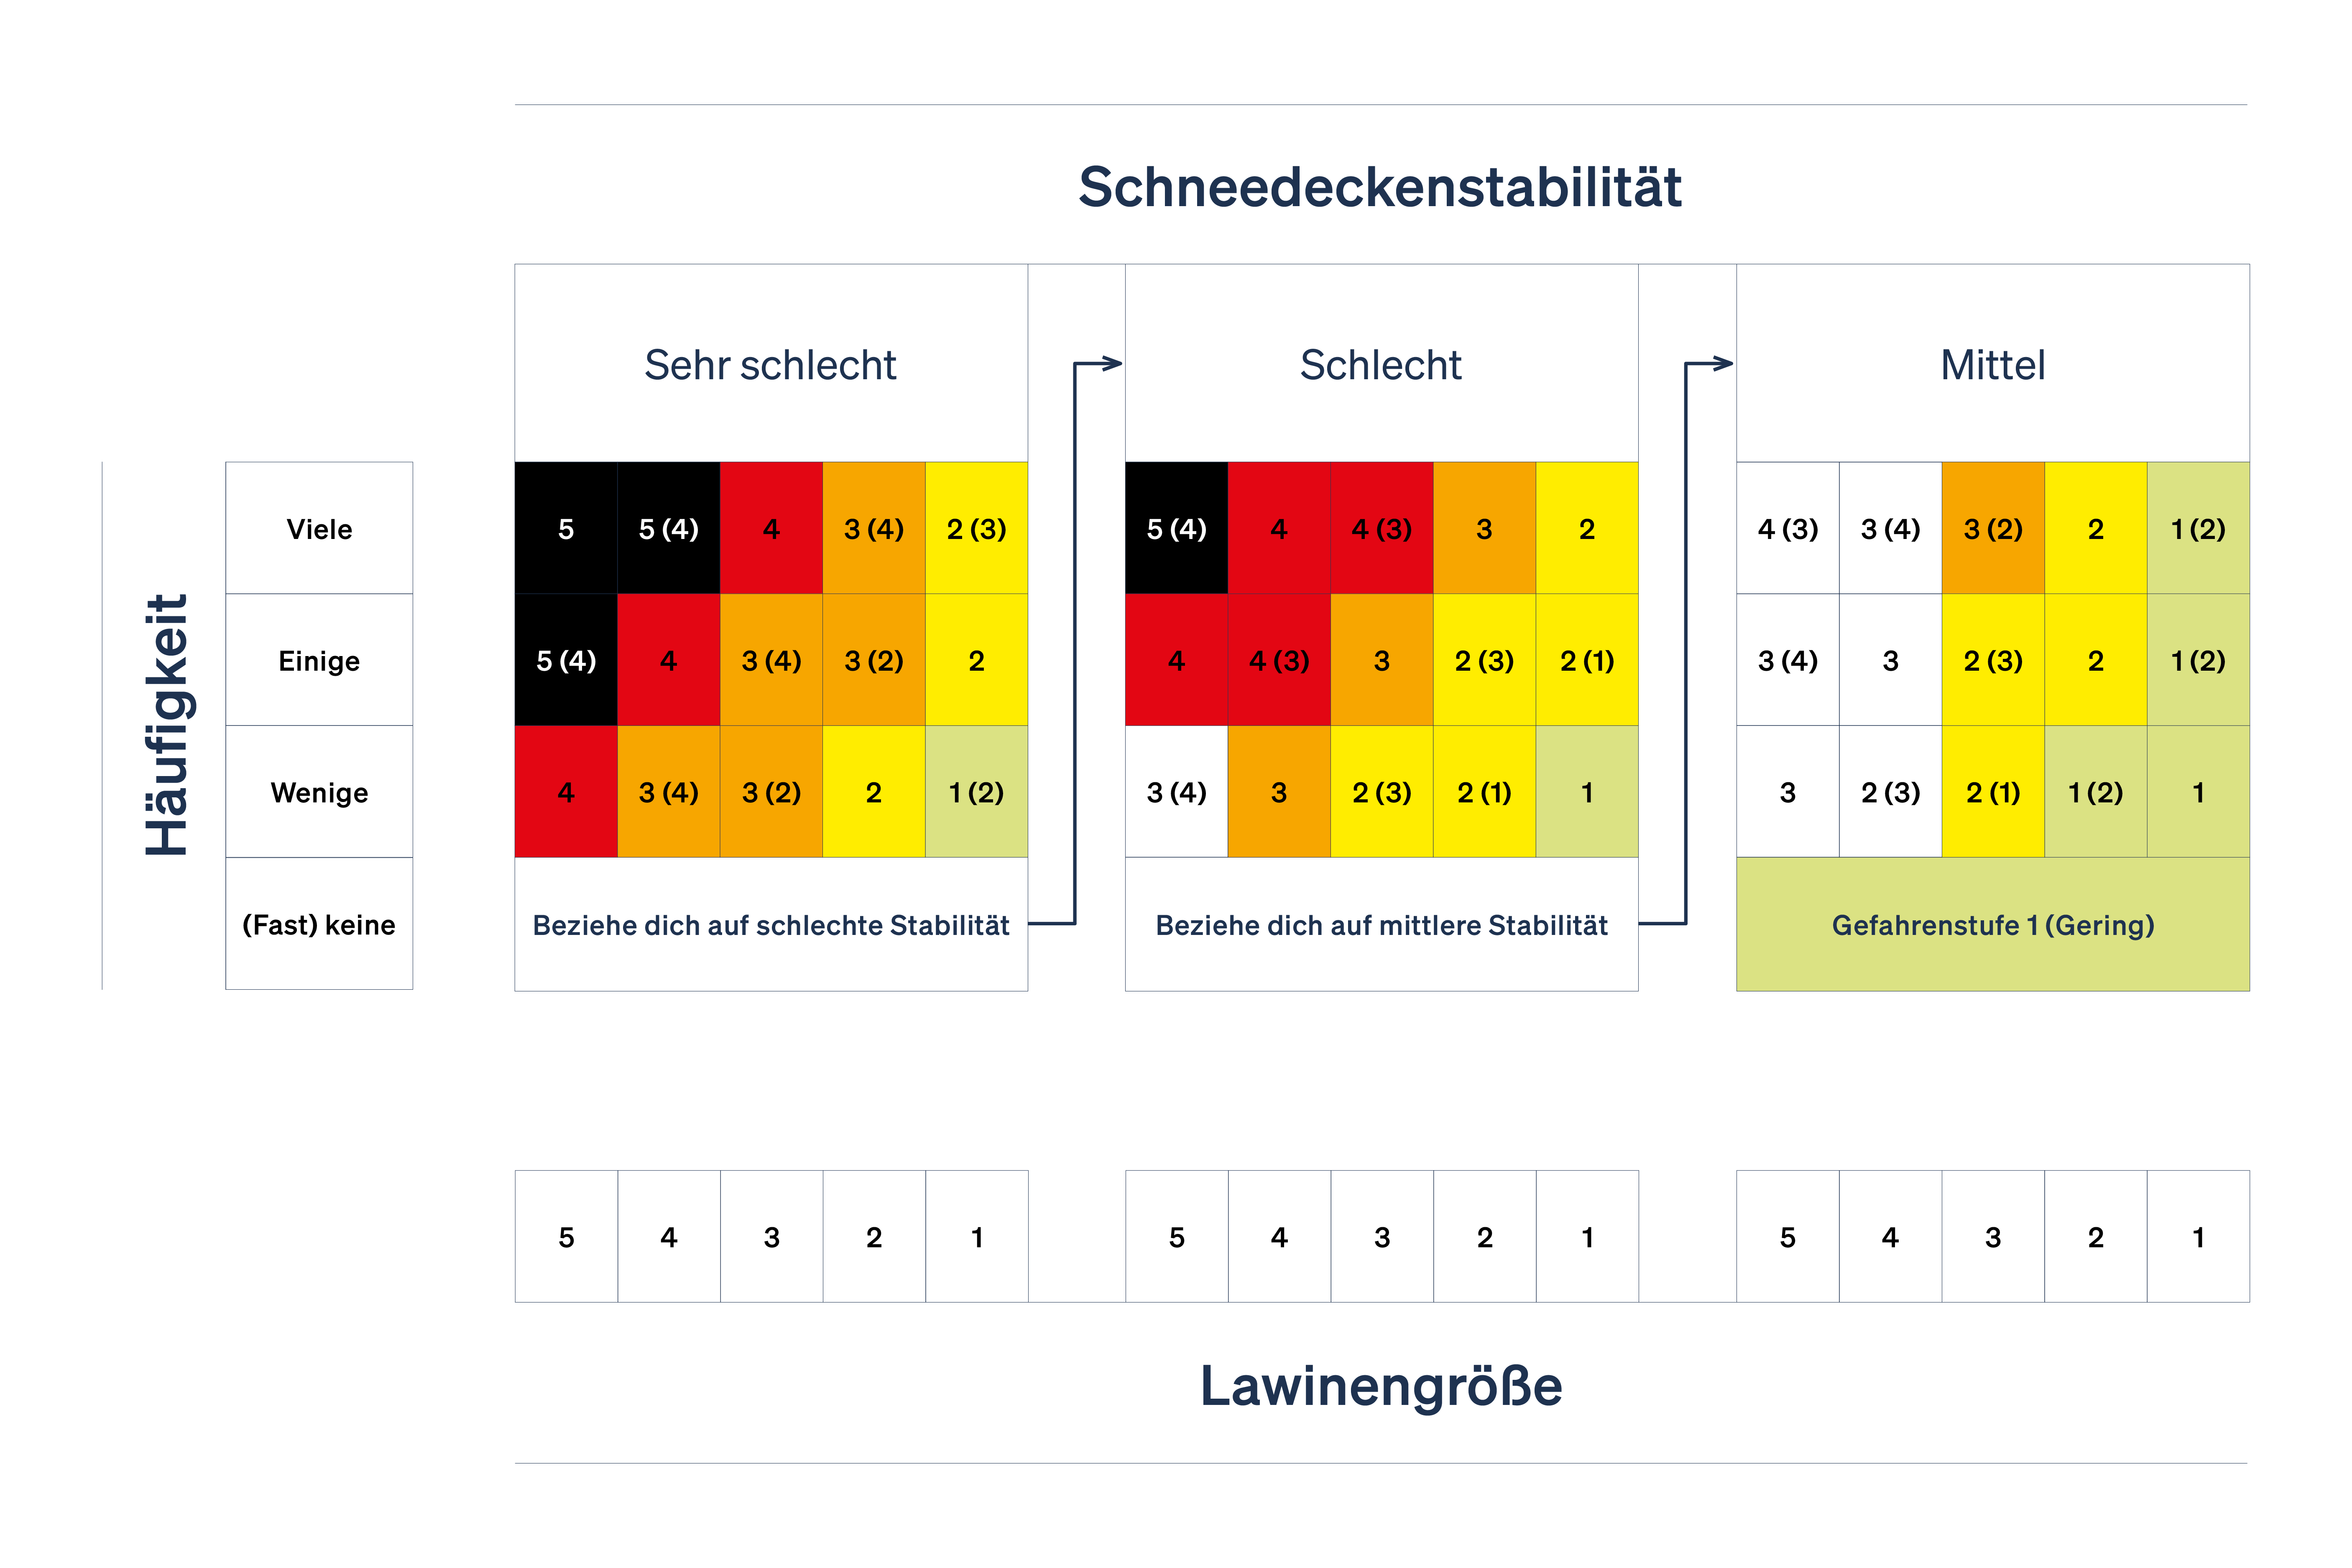 Schneedeckenstabilität
Sehr schlecht Schlecht Mittel
Häufigkeit
Viele 5 5 (4) 4 3 (4) 2 (3) 5 (4) 4 4 (3) 3 2 4 (3) 3 (4) 3 (2) 2 1 (2)
Einige 5 (4) 4 3 (4) 3 (2) 2 4 4 (3) 3 2 (3) 2 (1) 3 (4) 3 2 (3) 2 1 (2)
Wenige 4 3 (4) 3 (2) 2 1 (2) 3 (4) 3 2 (3) 2 (1) 1 3 2 (3) 2 (1) 1 (2) 1
(Fast) keine Beziehe dich auf schlechte Stabilität Beziehe dich auf mittlere Stabilität Gefahrenstufe 1 (Gering)
5 4 3 2 1 5 4 3 2 1 5 4 3 2 1
Lawinengröße